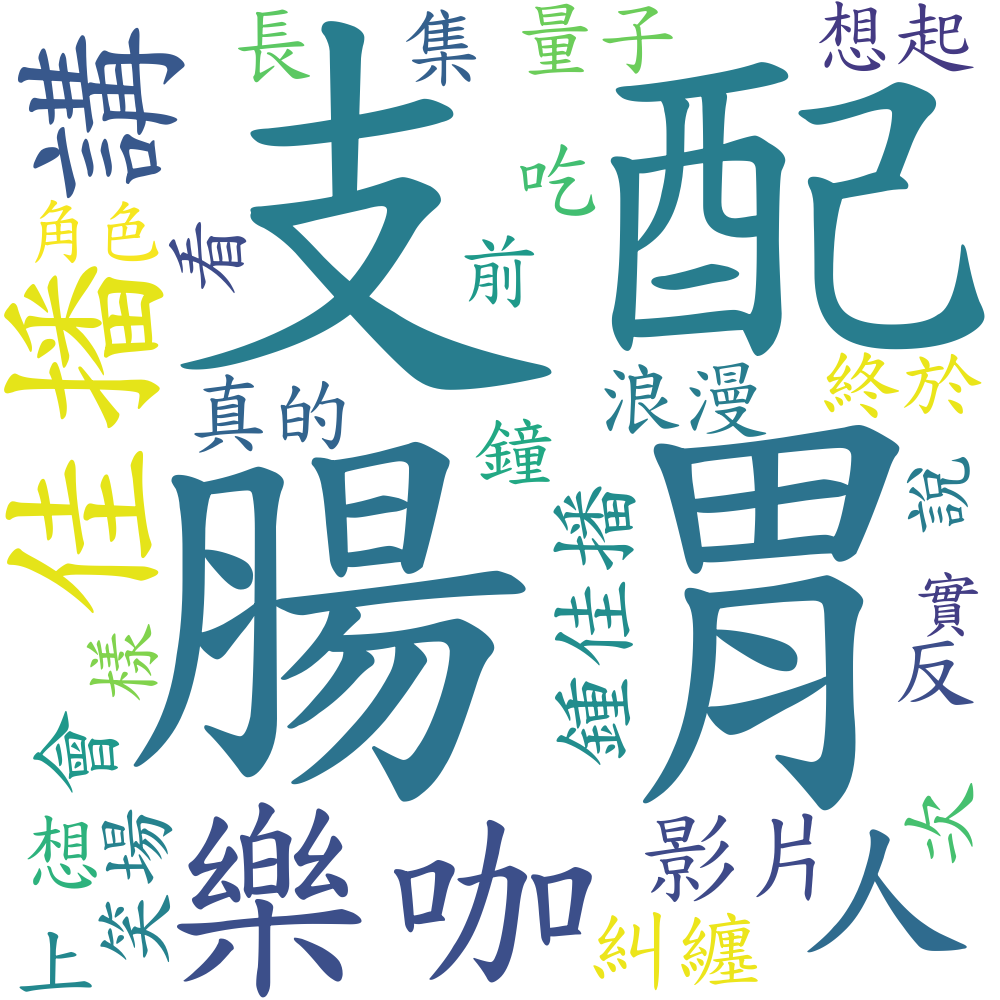 長
集
量子
想起
講
支配
吃
角色
看
前
佳播
真的
浪漫
終於
鐘
腸胃
說
鍾佳播
實反
樣
會
想
笑場
樂咖
影片
人
次
上
糾纏